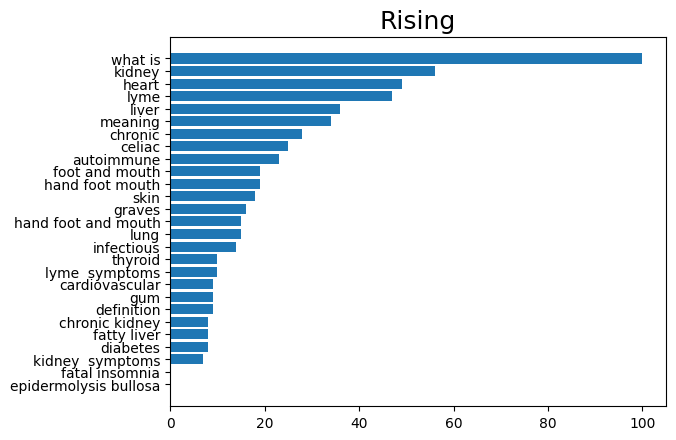 Rising
what is
kidney
heart
lyme
liver
meaning
chronic
celiac
autoimmune
foot and mouth
hand foot mouth
skin
graves
hand foot and mouth
lung
infectious
thyroid
lyme  symptoms
cardiovascular
gum
definition
chronic kidney
fatty liver
diabetes
kidney  symptoms
fatal insomnia
epidermolysis bullosa
0 20 40 60 80 100